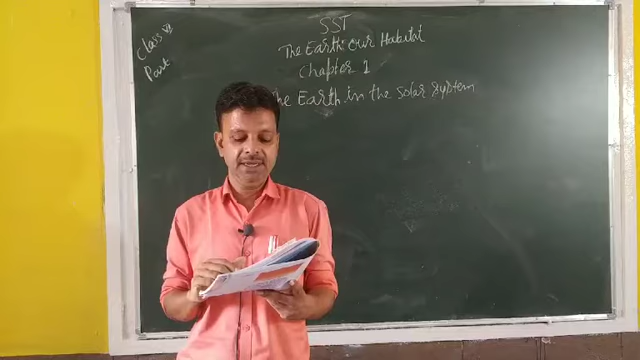 Class VI
Part
SST
The Earth: Our Habitat
Chapter 1
The Earth in the Solar System